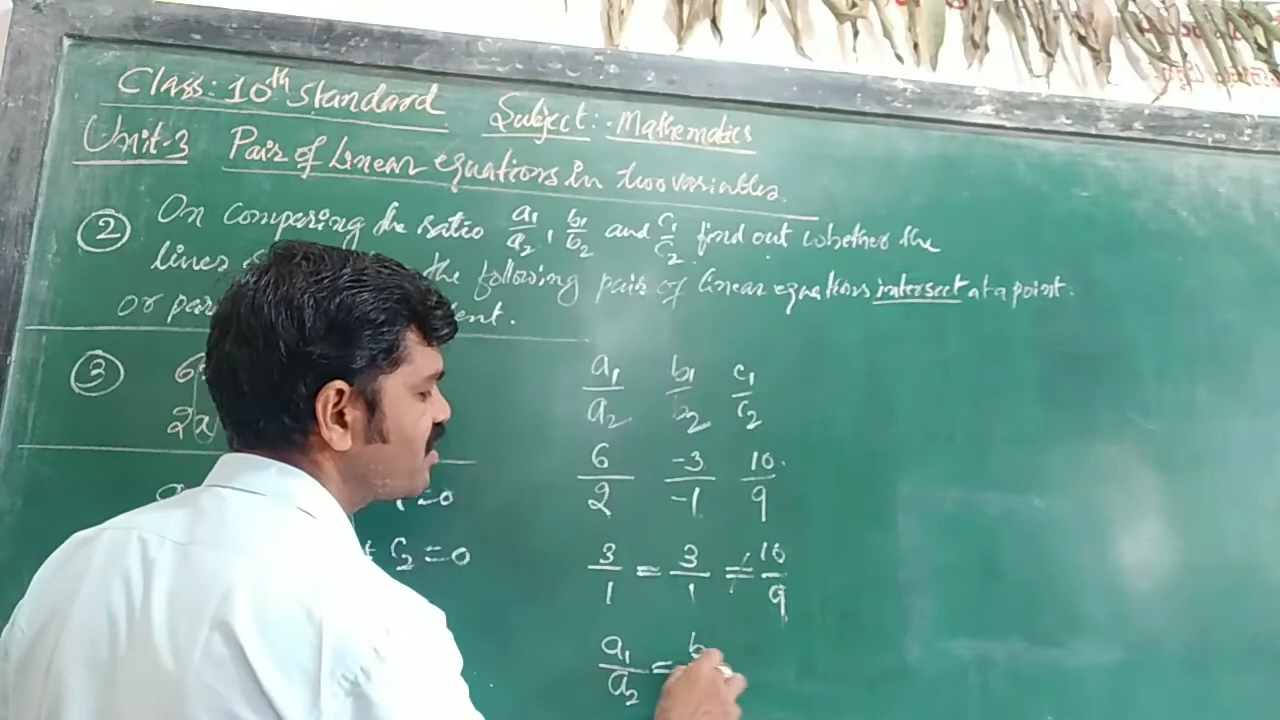 Class: 10th Standard Subject:- Mathematics
Unit-3 Pair of Linear equations in two variables.
② On comparing the ratio a₁/a₂, b₁/b₂ and c₁/c₂ find out whether the
lines the following pair of linear equations intersect at a point.
or
③ 6
2x
a₁/a₂ b₁/b₂ c₁/c₂
6/2 -3/-1 10/9
=0
3/1 = 3/1 ≠ 10/9
c₂ = 0
a₁/a₂ = b